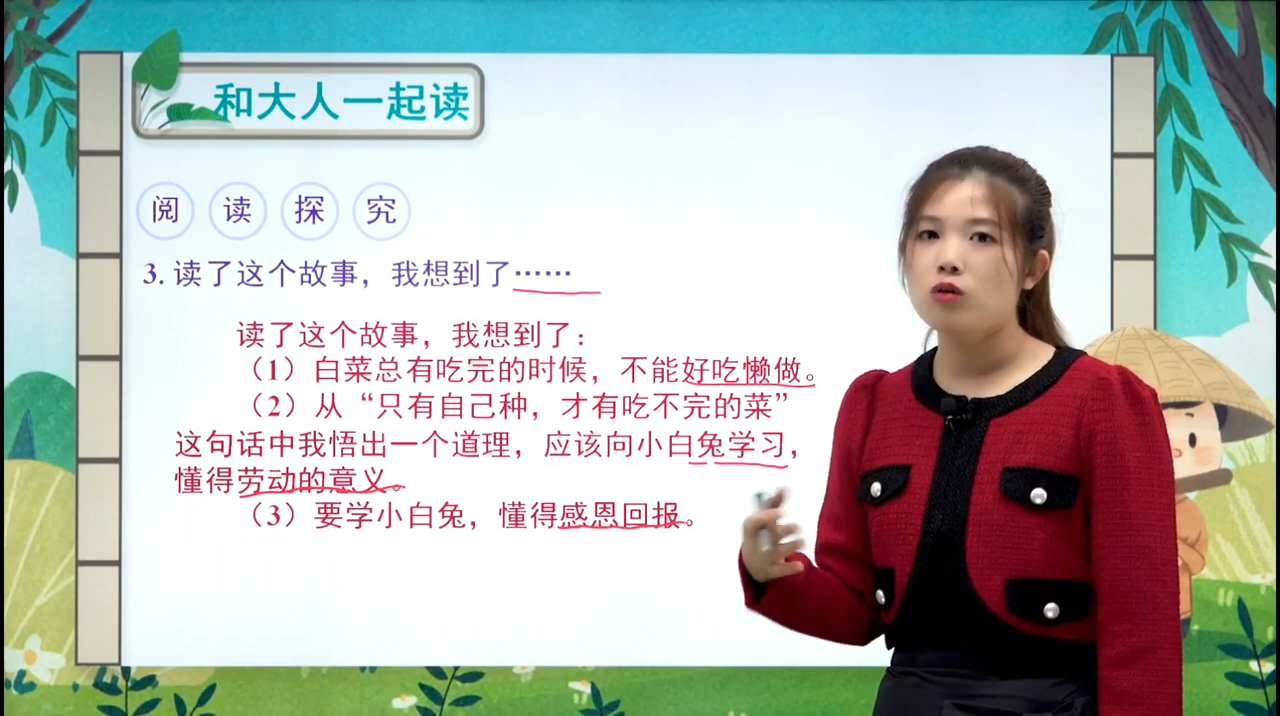 和大人一起读
阅读探究
3. 读了这个故事，我想到了……
读了这个故事，我想到了：
（1）白菜总有吃完的时候，不能好吃懒做。
（2）从“只有自己种，才有吃不完的菜”
这句话中我悟出一个道理，应该向小白兔学习，
懂得劳动的意义。
（3）要学小白兔，懂得感恩回报。